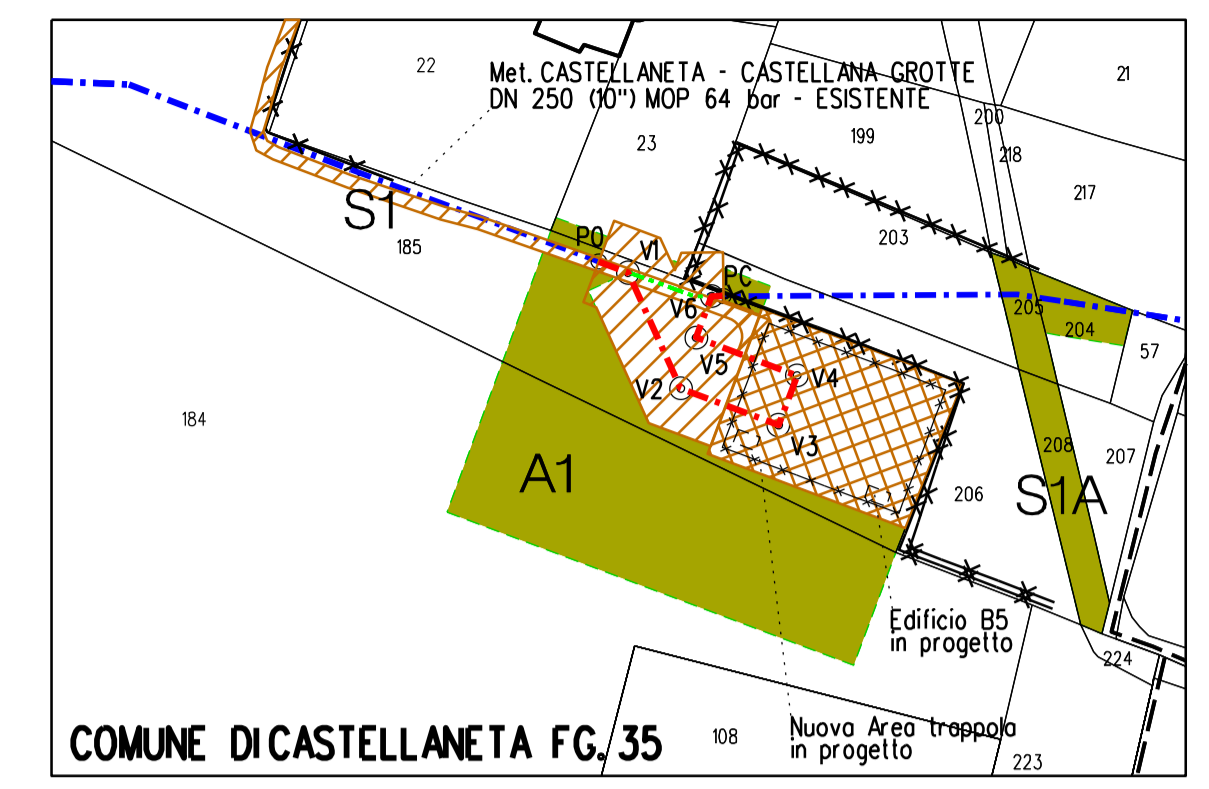 22
Met. CASTELLANETA - CASTELLANA GROTTE
DN 250 (10") MOP 64 bar - ESISTENTE
21
200
199
23
218
217
S1
185
P0
V1
203
PC
V6
205
204
57
V5
V4
V2
184
V3
208
207
A1
206
S1A
Edificio B5
in progetto
224
108
Nuova Area trappola
in progetto
COMUNE DI CASTELLANETA FG. 35
223